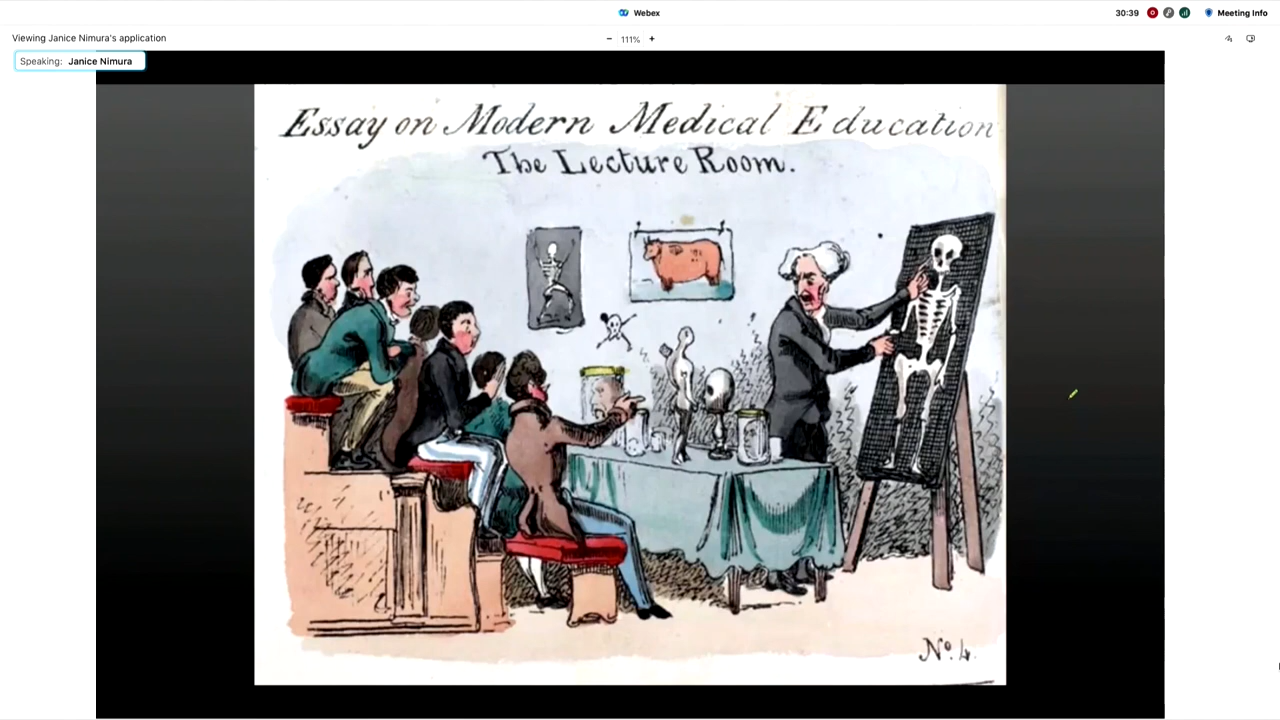 Webex
30:39
Meeting Info
Viewing Janice Nimura's application
111%
Speaking: Janice Nimura
Essay on Modern Medical Education
The Lecture Room.
No. 4.